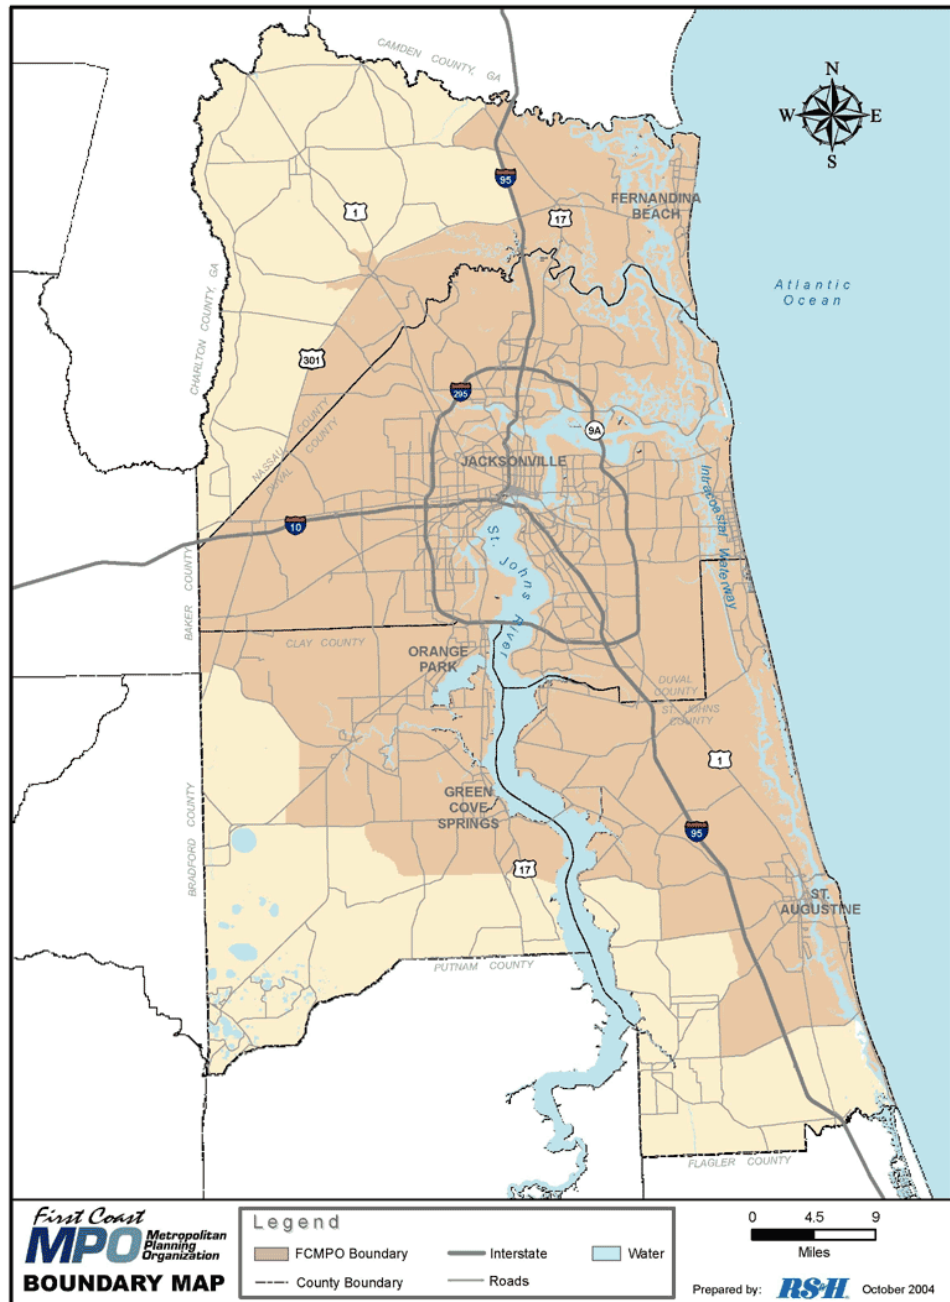 CAMDEN COUNTY, GA
N
W E
S
95
FERNANDINA
BEACH
17
1
Atlantic
Ocean
CHARLTON COUNTY, GA
301
295
NASSAU COUNTY
DUVAL COUNTY
9A
JACKSONVILLE
Intracoastal Waterway
10
St. Johns River
BAKER COUNTY
CLAY COUNTY
ORANGE
PARK
DUVAL
COUNTY
ST. JOHNS
COUNTY
1
GREEN
COVE
SPRINGS
BRADFORD COUNTY
95
17
ST.
AUGUSTINE
PUTNAM COUNTY
FLAGLER COUNTY
First Coast
MPO Metropolitan
Planning
Organization
BOUNDARY MAP
Legend
FCMPO Boundary
Interstate
Water
County Boundary
Roads
0 4.5 9
Miles
Prepared by: RS&H October 2004